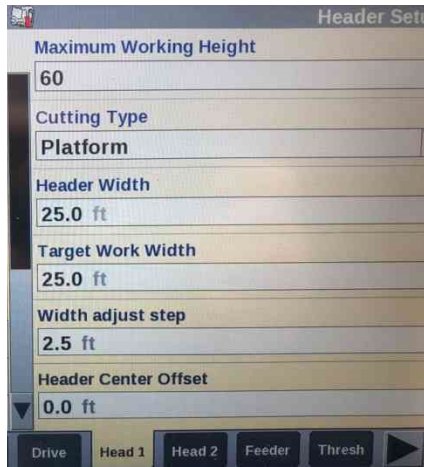 Header Setu
Maximum Working Height
60
Cutting Type
Platform
Header Width
25.0 ft
Target Work Width
25.0 ft
Width adjust step
2.5 ft
Header Center Offset
0.0 ft
Drive Head 1 Head 2 Feeder Thresh